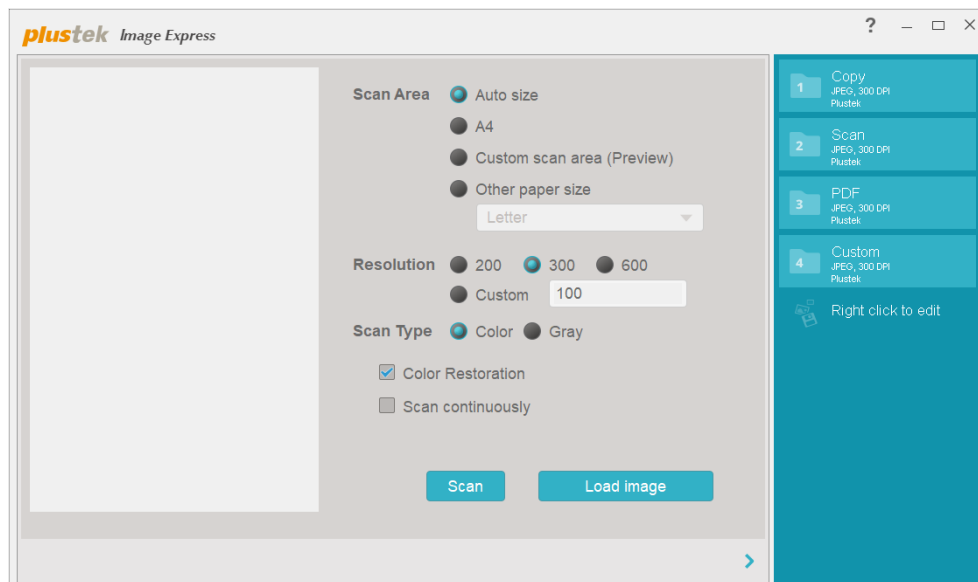 plustek Image Express
?
Scan Area
Auto size
A4
Custom scan area (Preview)
Other paper size
Letter
Resolution
200
300
600
Custom
100
Scan Type
Color
Gray
Color Restoration
Scan continuously
Scan
Load image
1
Copy
JPEG, 300 DPI
Plustek
2
Scan
JPEG, 300 DPI
Plustek
3
PDF
JPEG, 300 DPI
Plustek
4
Custom
JPEG, 300 DPI
Plustek
Right click to edit